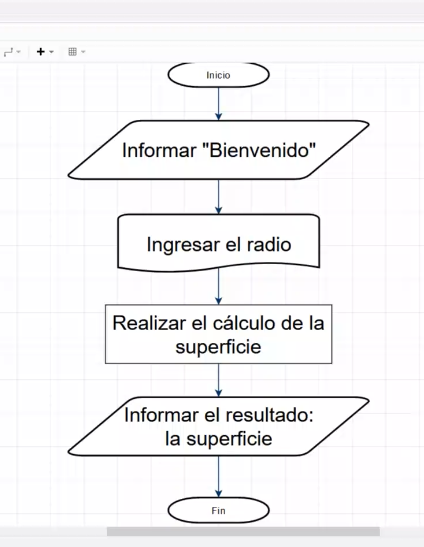 Inicio
Informar "Bienvenido"
Ingresar el radio
Realizar el cálculo de la
superficie
Informar el resultado:
la superficie
Fin